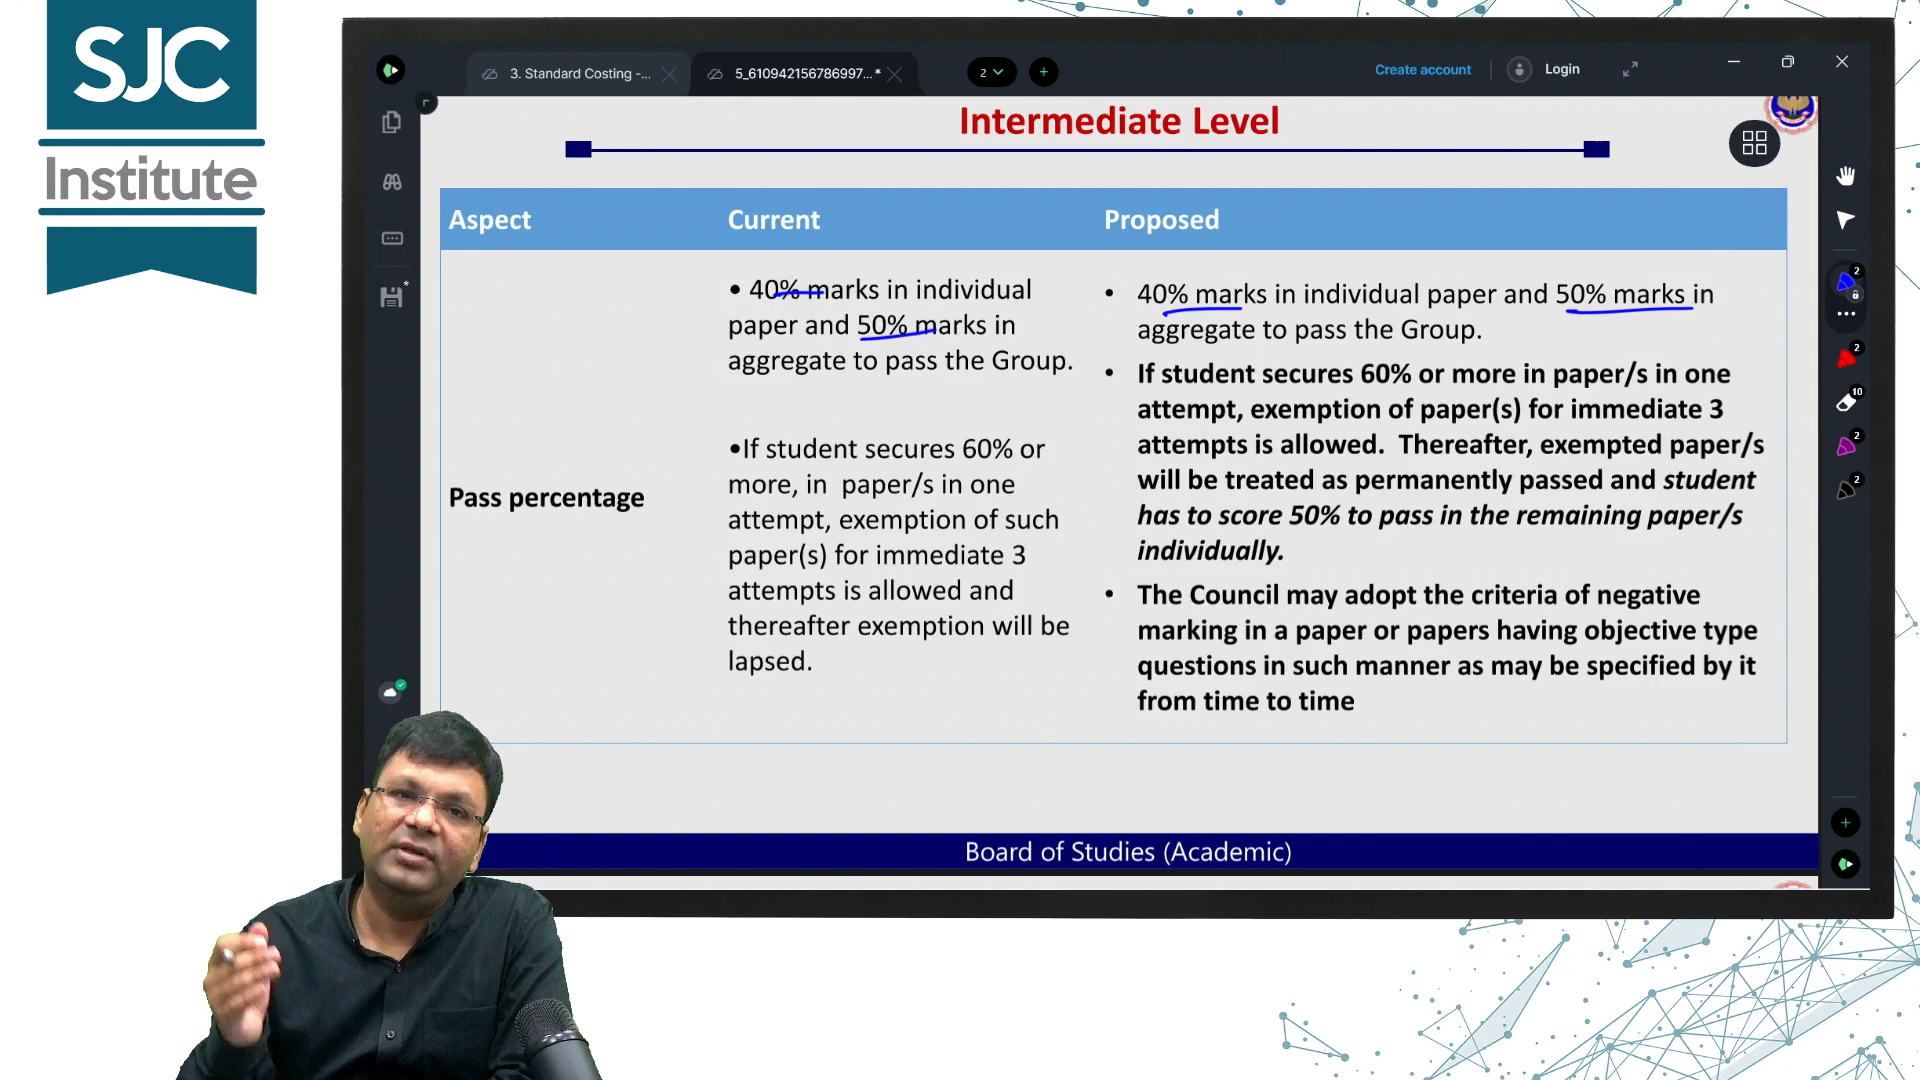 SJC
Institute
3. Standard Costing -...
5_610942156786997... *
2
Create account
Login
Intermediate Level
Aspect
Current
Proposed
Pass percentage
• 40% marks in individual
paper and 50% marks in
aggregate to pass the Group.
•If student secures 60% or
more, in paper/s in one
attempt, exemption of such
paper(s) for immediate 3
attempts is allowed and
thereafter exemption will be
lapsed.
• 40% marks in individual paper and 50% marks in
aggregate to pass the Group.
• If student secures 60% or more in paper/s in one
attempt, exemption of paper(s) for immediate 3
attempts is allowed. Thereafter, exempted paper/s
will be treated as permanently passed and student
has to score 50% to pass in the remaining paper/s
individually.
• The Council may adopt the criteria of negative
marking in a paper or papers having objective type
questions in such manner as may be specified by it
from time to time
Board of Studies (Academic)
2
2
10
2
2